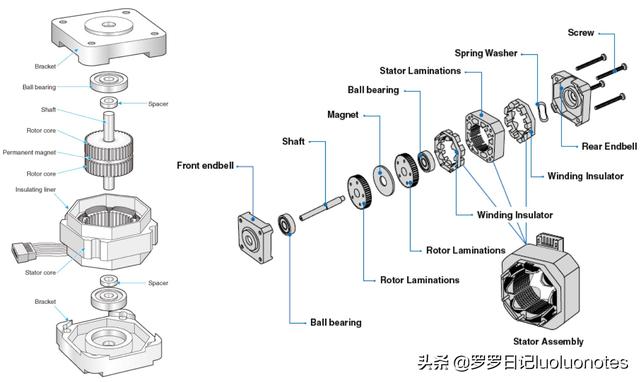 Bracket
Ball bearing
Spacer
Shaft
Rotor core
Permanent magnet
Rotor core
Insulating liner
Stator core
Spacer
Bracket
Screw
Spring Washer
Stator Laminations
Ball bearing
Magnet
Shaft
Front endbell
Rear Endbell
Winding Insulator
Winding Insulator
Rotor Laminations
Rotor Laminations
Ball bearing
Stator Assembly
头条 @罗罗日记luoluonotes